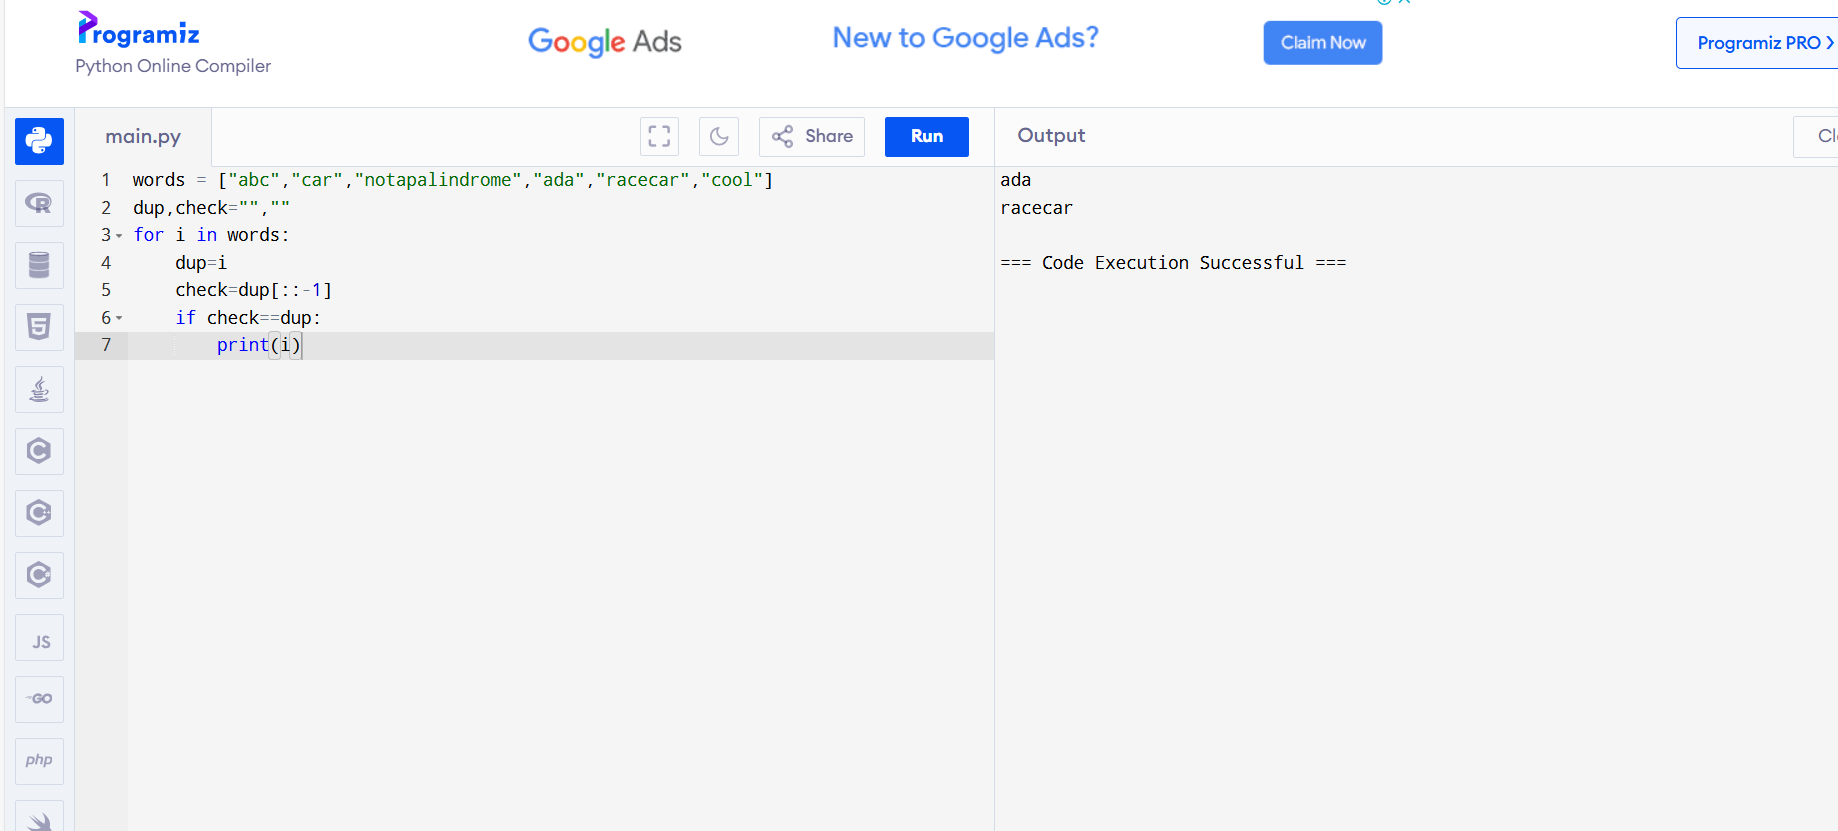 Programiz
Python Online Compiler
Google Ads
New to Google Ads?
Claim Now
Programiz PRO
main.py
Share
Run
Output
1 words = ["abc","car","notapalindrome","ada","racecar","cool"]
2 dup,check="",""
3 for i in words:
4     dup=i
5     check=dup[::-1]
6     if check==dup:
7         print(i)
ada
racecar
=== Code Execution Successful ===
R
5
C
C
C
JS
GO
php